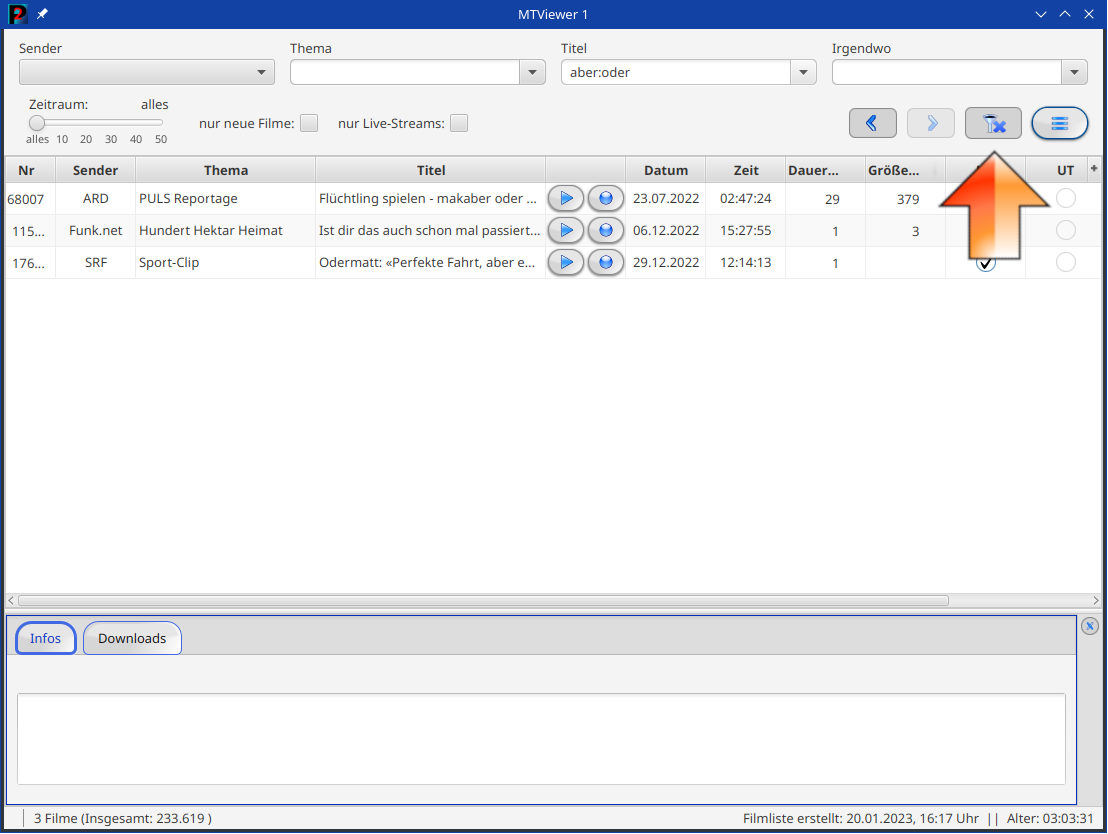 MTViewer 1
Sender Thema Titel Irgendwo
aber:oder
Zeitraum: alles
nur neue Filme: nur Live-Streams:
alles 10 20 30 40 50
Nr Sender Thema Titel Datum Zeit Dauer... Größe... UT +
68007 ARD PULS Reportage Flüchtling spielen - makaber oder ... 23.07.2022 02:47:24 29 379
115... Funk.net Hundert Hektar Heimat Ist dir das auch schon mal passiert... 06.12.2022 15:27:55 1 3
176... SRF Sport-Clip Odermatt: «Perfekte Fahrt, aber e... 29.12.2022 12:14:13 1
Infos Downloads
3 Filme (Insgesamt: 233.619 ) Filmliste erstellt: 20.01.2023, 16:17 Uhr || Alter: 03:03:31